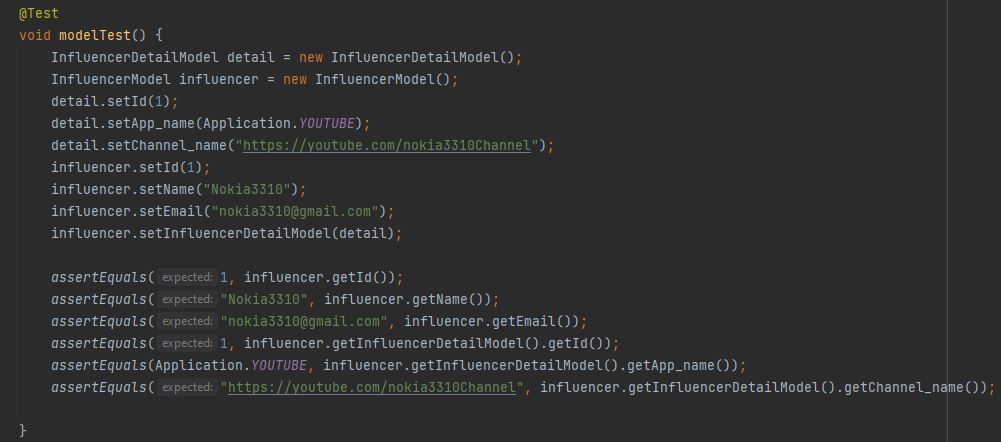 @Test
void modelTest() {
    InfluencerDetailModel detail = new InfluencerDetailModel();
    InfluencerModel influencer = new InfluencerModel();
    detail.setId(1);
    detail.setApp_name(Application.YOUTUBE);
    detail.setChannel_name("https://youtube.com/nokia3310Channel");
    influencer.setId(1);
    influencer.setName("Nokia3310");
    influencer.setEmail("nokia3310@gmail.com");
    influencer.setInfluencerDetailModel(detail);

    assertEquals( expected: 1, influencer.getId());
    assertEquals( expected: "Nokia3310", influencer.getName());
    assertEquals( expected: "nokia3310@gmail.com", influencer.getEmail());
    assertEquals( expected: 1, influencer.getInfluencerDetailModel().getId());
    assertEquals(Application.YOUTUBE, influencer.getInfluencerDetailModel().getApp_name());
    assertEquals( expected: "https://youtube.com/nokia3310Channel", influencer.getInfluencerDetailModel().getChannel_name());

}